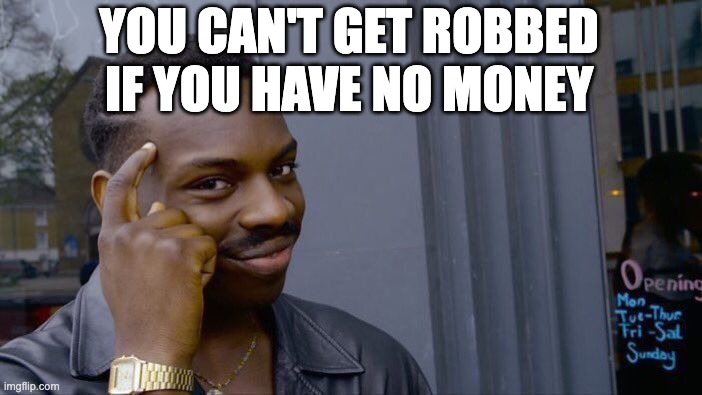 YOU CAN'T GET ROBBED
IF YOU HAVE NO MONEY
Opening
Mon
Tue-Thur
Fri-Sat
Sunday
imgflip.com